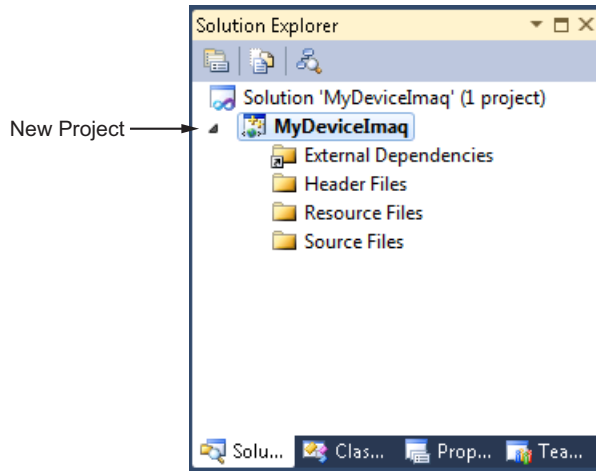 Solution Explorer
Solution 'MyDeviceImaq' (1 project)
New Project
MyDeviceImaq
External Dependencies
Header Files
Resource Files
Source Files
Solu... Clas... Prop... Tea...